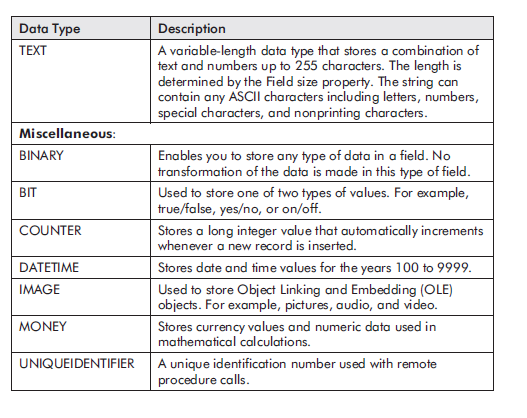 Data Type Description
TEXT A variable-length data type that stores a combination of
text and numbers up to 255 characters. The length is
determined by the Field size property. The string can
contain any ASCII characters including letters, numbers,
special characters, and nonprinting characters.
Miscellaneous:
BINARY Enables you to store any type of data in a field. No
transformation of the data is made in this type of field.
BIT Used to store one of two types of values. For example,
true/false, yes/no, or on/off.
COUNTER Stores a long integer value that automatically increments
whenever a new record is inserted.
DATETIME Stores date and time values for the years 100 to 9999.
IMAGE Used to store Object Linking and Embedding (OLE)
objects. For example, pictures, audio, and video.
MONEY Stores currency values and numeric data used in
mathematical calculations.
UNIQUEIDENTIFIER A unique identification number used with remote
procedure calls.